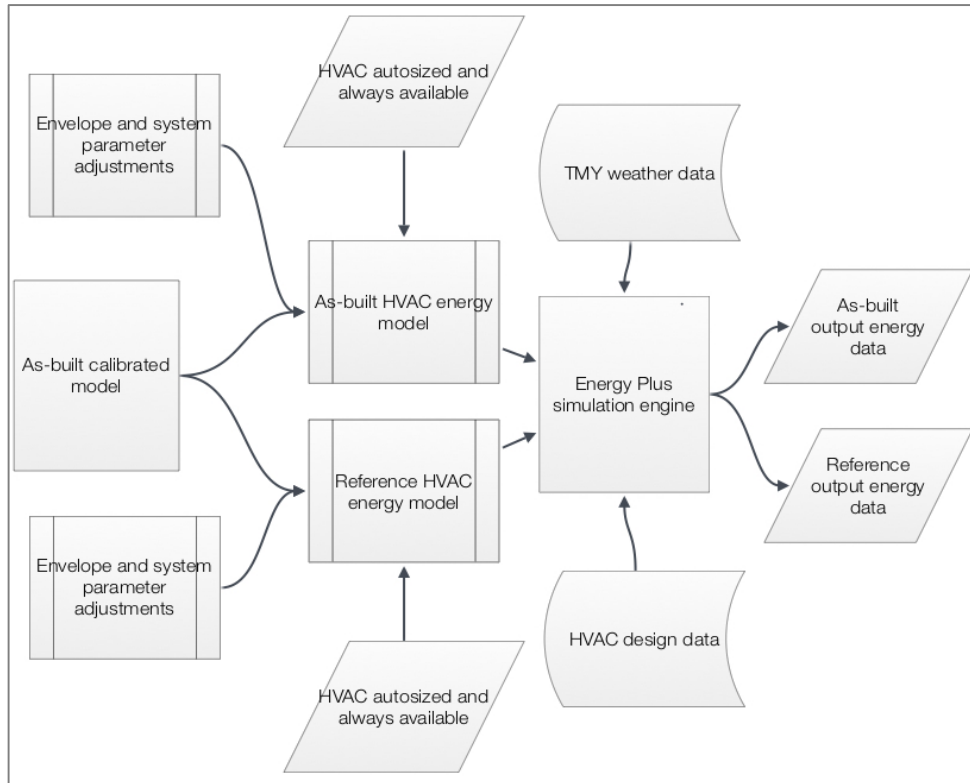 HVAC autosized and
always available
Envelope and system
parameter
adjustments
TMY weather data
As-built HVAC energy
model
As-built
output energy
data
As-built calibrated
model
Energy Plus
simulation engine
Reference HVAC
energy model
Reference
output energy
data
Envelope and system
parameter
adjustments
HVAC design data
HVAC autosized and
always available